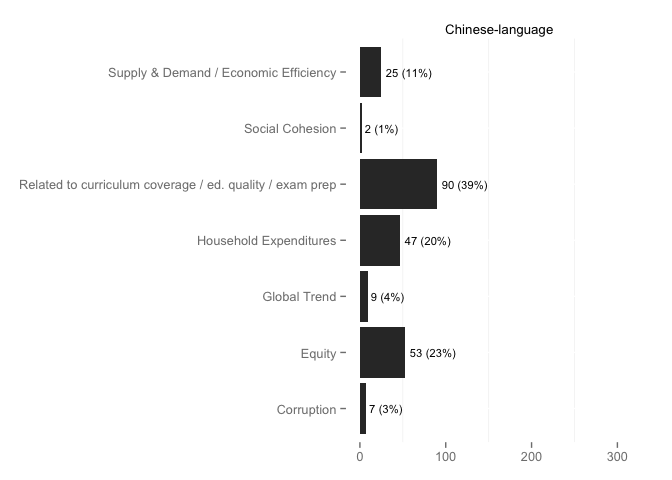 Chinese-language
Supply & Demand / Economic Efficiency
25 (11%)
Social Cohesion
2 (1%)
Related to curriculum coverage / ed. quality / exam prep
90 (39%)
Household Expenditures
47 (20%)
Global Trend
9 (4%)
Equity
53 (23%)
Corruption
7 (3%)
0 100 200 300